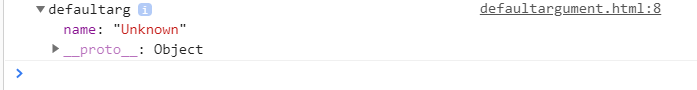 defaultarg i defaultargument.html:8
name: "Unknown"
__proto__: Object